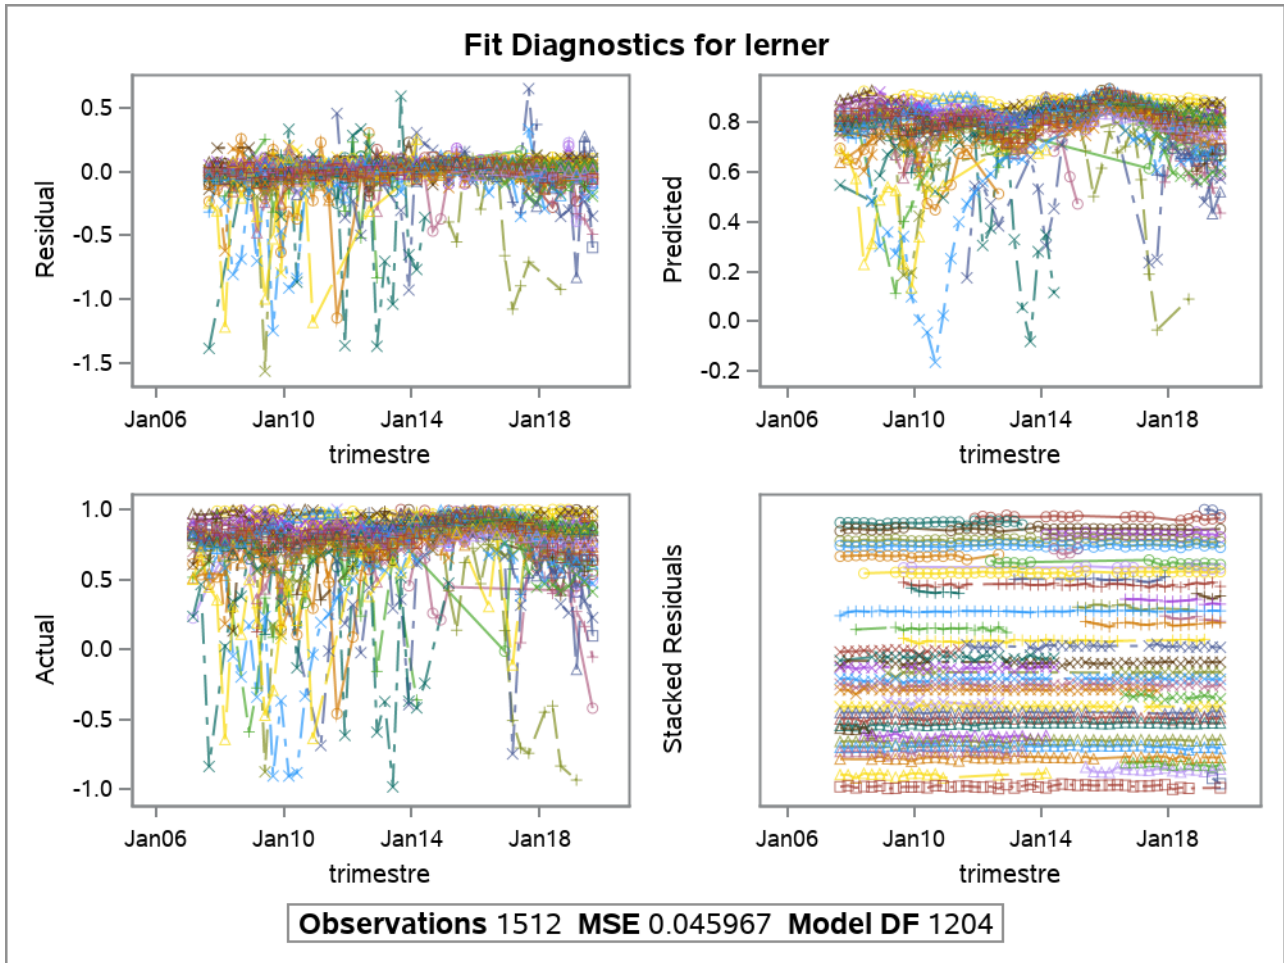 Fit Diagnostics for lerner
0.5
0.0
-0.5
-1.0
-1.5
Residual
Jan06 Jan10 Jan14 Jan18
trimestre
0.8
0.6
0.4
0.2
0.0
-0.2
Predicted
Jan06 Jan10 Jan14 Jan18
trimestre
1.0
0.5
0.0
-0.5
-1.0
Actual
Jan06 Jan10 Jan14 Jan18
trimestre
Stacked Residuals
Jan06 Jan10 Jan14 Jan18
trimestre
Observations 1512 MSE 0.045967 Model DF 1204